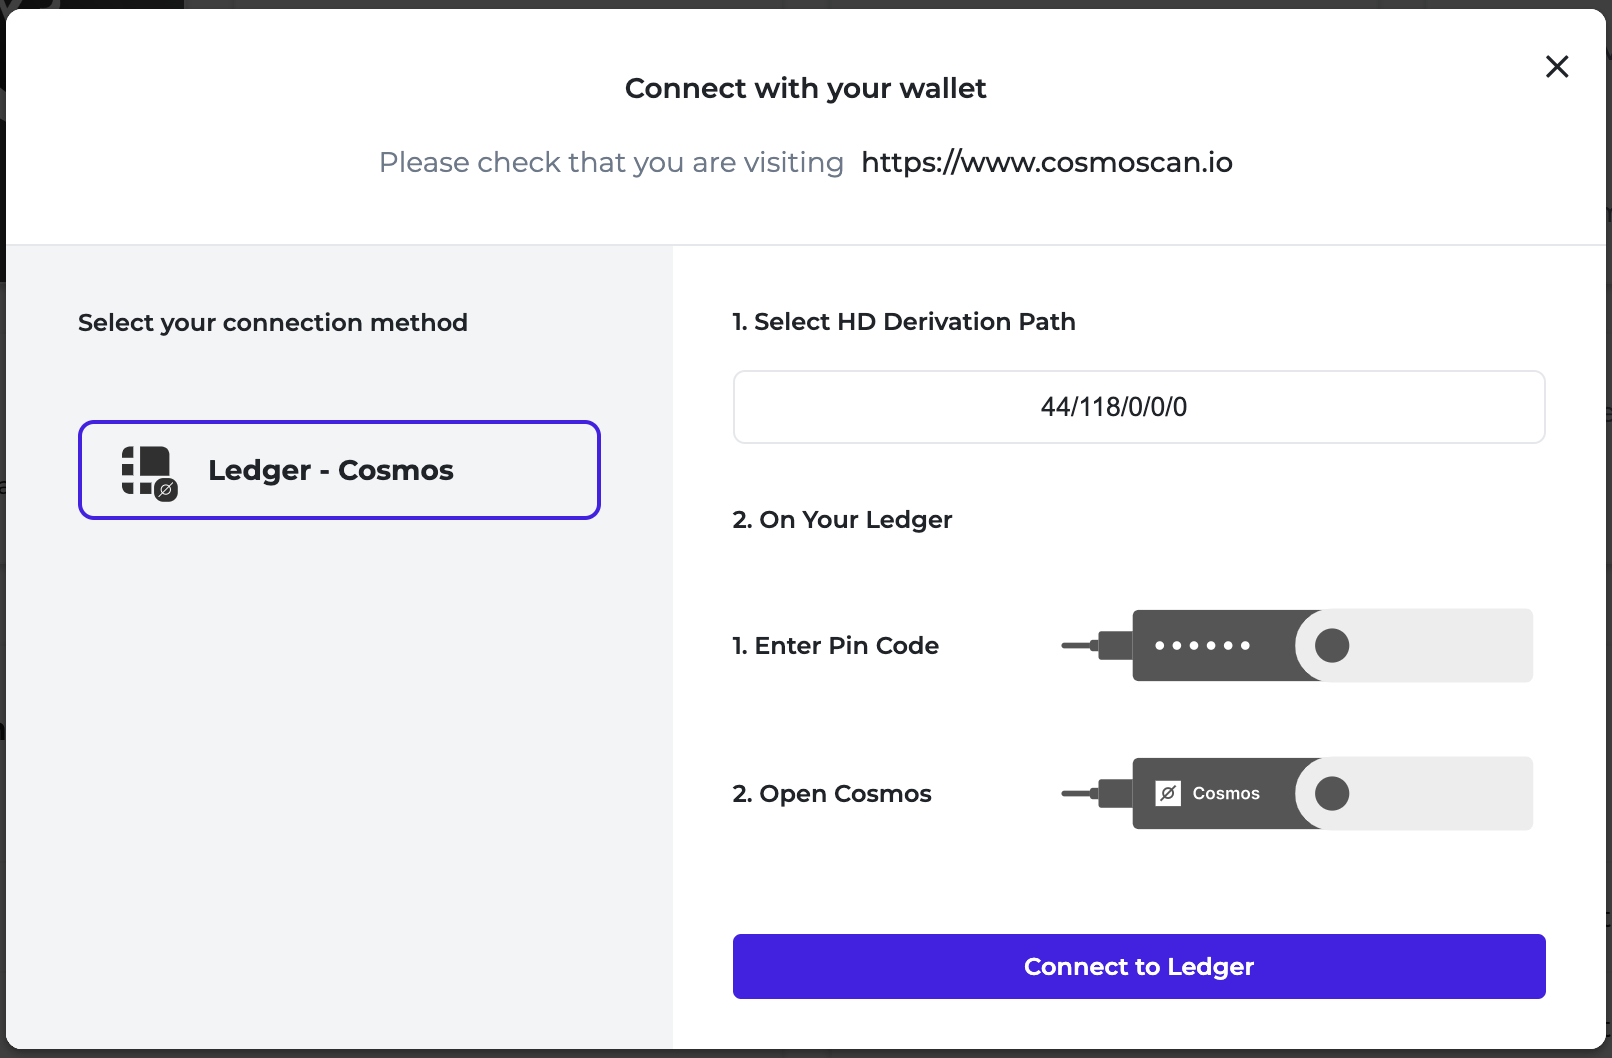 Connect with your wallet
Please check that you are visiting https://www.cosmoscan.io
Select your connection method
Ledger - Cosmos
1. Select HD Derivation Path
44/118/0/0/0
2. On Your Ledger
1. Enter Pin Code
2. Open Cosmos
Cosmos
Connect to Ledger